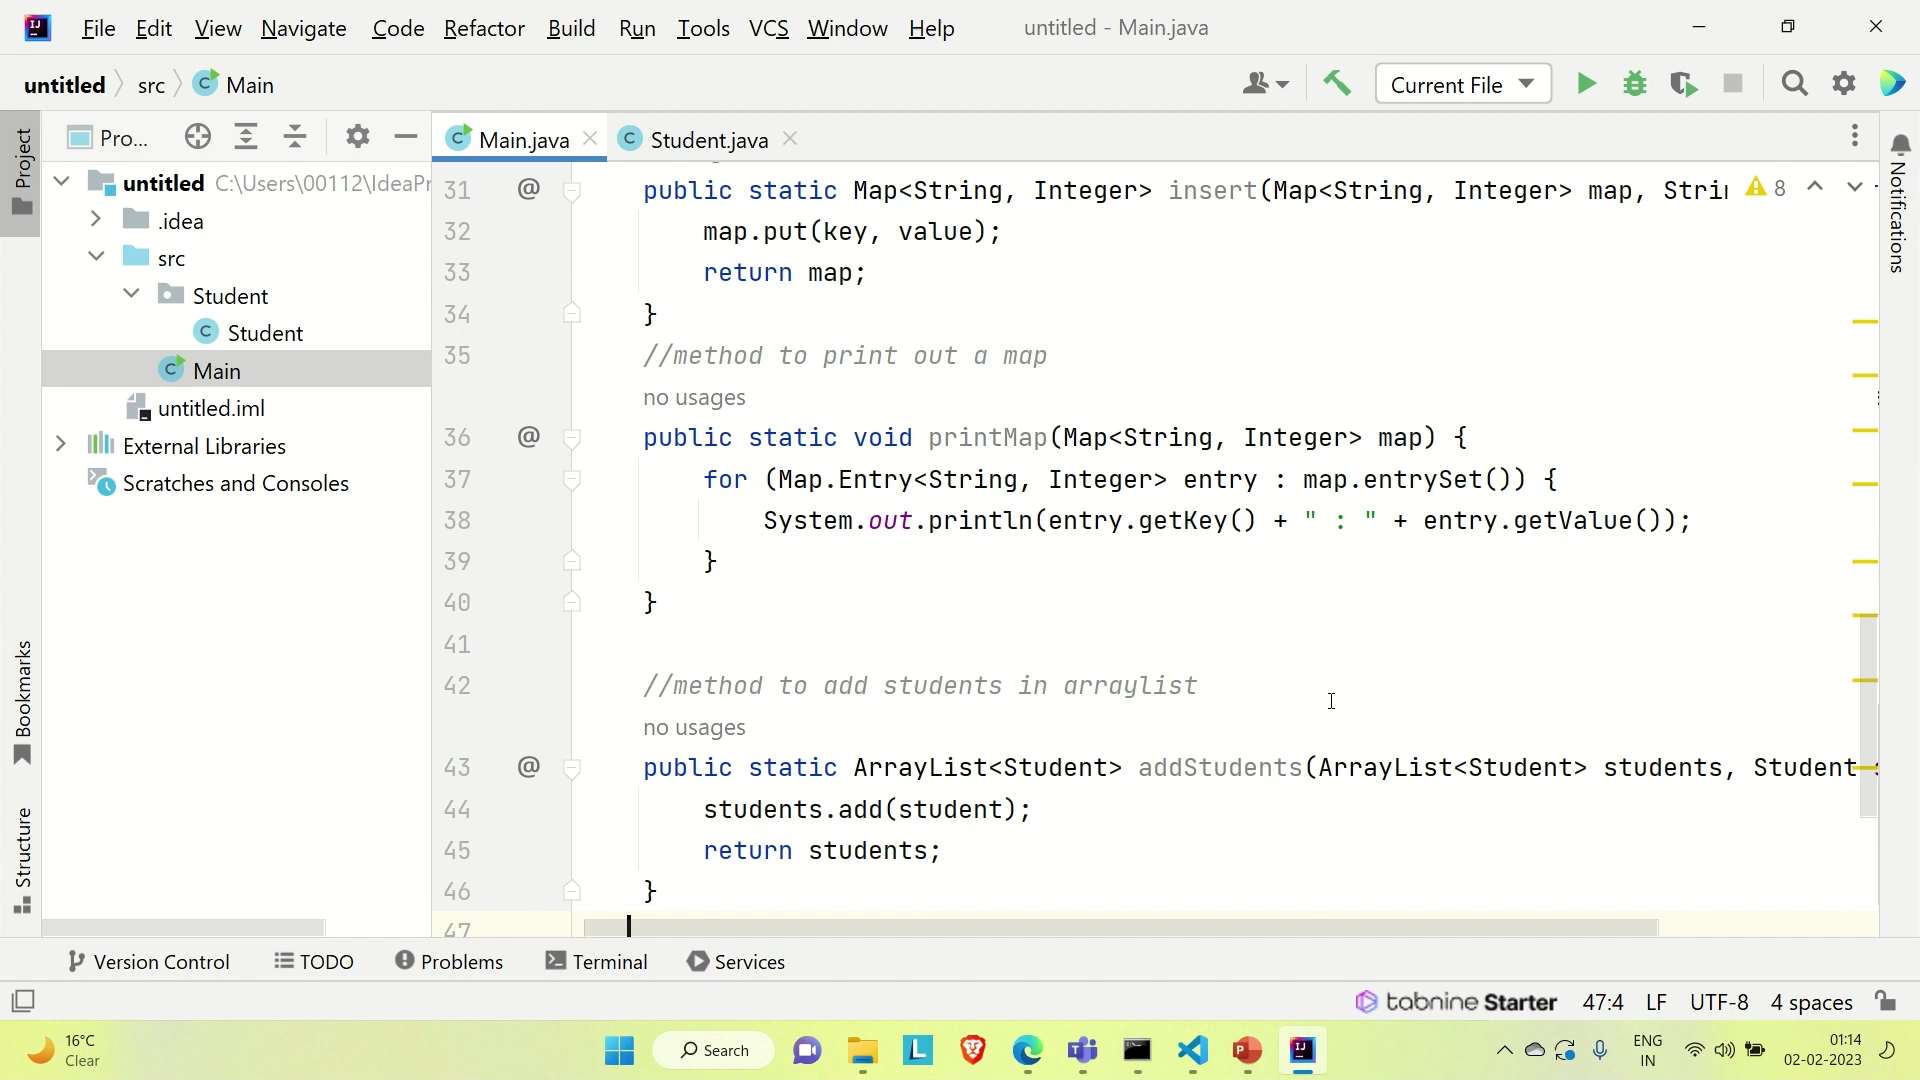 File Edit View Navigate Code Refactor Build Run Tools VCS Window Help untitled - Main.java
untitled src Main Current File
Project
Pro...
Main.java Student.java
untitled C:\Users\00112\IdeaPr
.idea
src
Student
Student
Main
untitled.iml
External Libraries
Scratches and Consoles
Bookmarks
Structure
Notifications
8
31 @ public static Map<String, Integer> insert(Map<String, Integer> map, Strin
32 map.put(key, value);
33 return map;
34 }
35 //method to print out a map
no usages
36 @ public static void printMap(Map<String, Integer> map) {
37 for (Map.Entry<String, Integer> entry : map.entrySet()) {
38 System.out.println(entry.getKey() + " : " + entry.getValue());
39 }
40 }
41
42 //method to add students in arraylist
no usages
43 @ public static ArrayList<Student> addStudents(ArrayList<Student> students, Student
44 students.add(student);
45 return students;
46 }
47
Version Control TODO Problems Terminal Services
tabnine Starter 47:4 LF UTF-8 4 spaces
16°C
Clear
Search
ENG
IN
01:14
02-02-2023